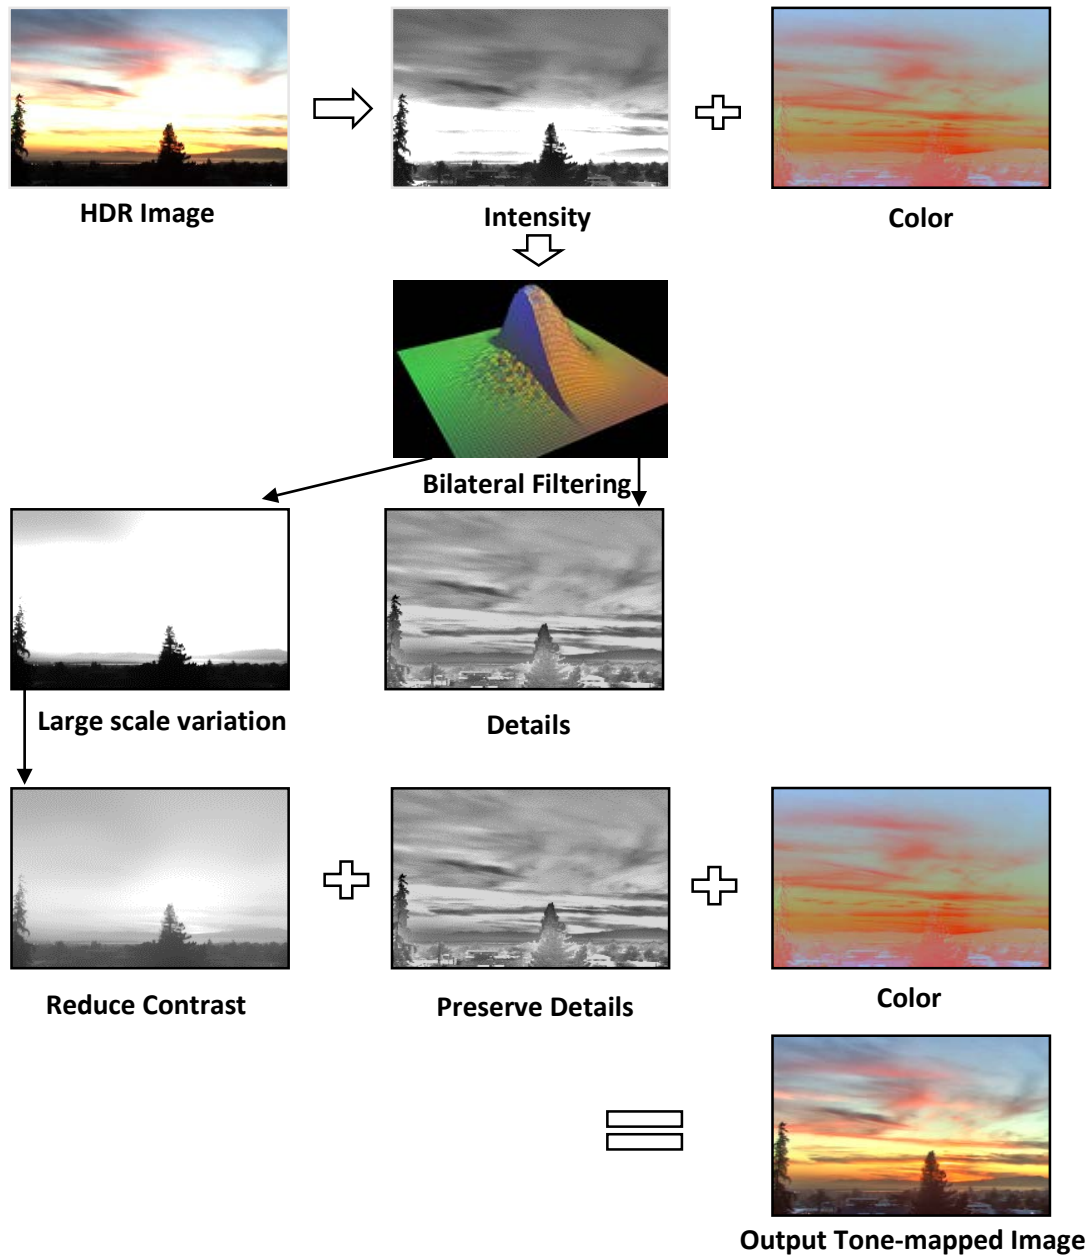 HDR Image
Intensity
Color
Bilateral Filtering
Large scale variation
Details
Reduce Contrast
Preserve Details
Color
Output Tone-mapped Image